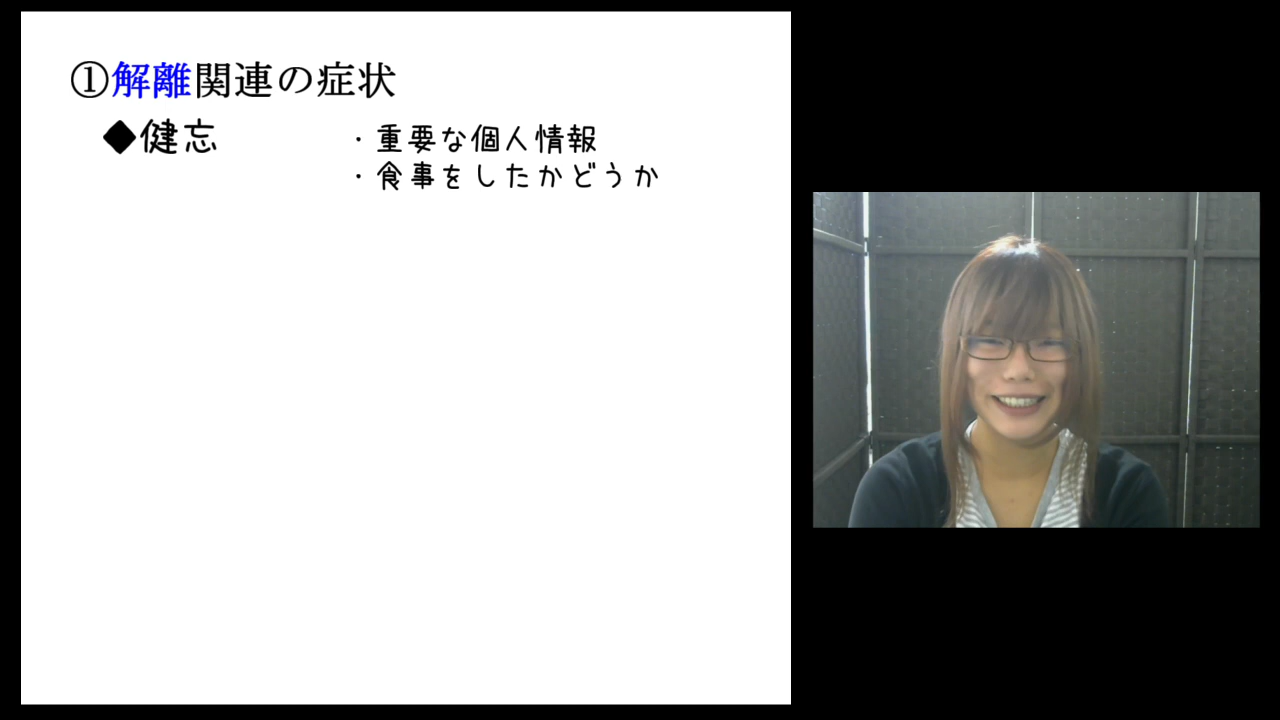 ①解離関連の症状
◆健忘
・重要な個人情報
・食事をしたかどうか